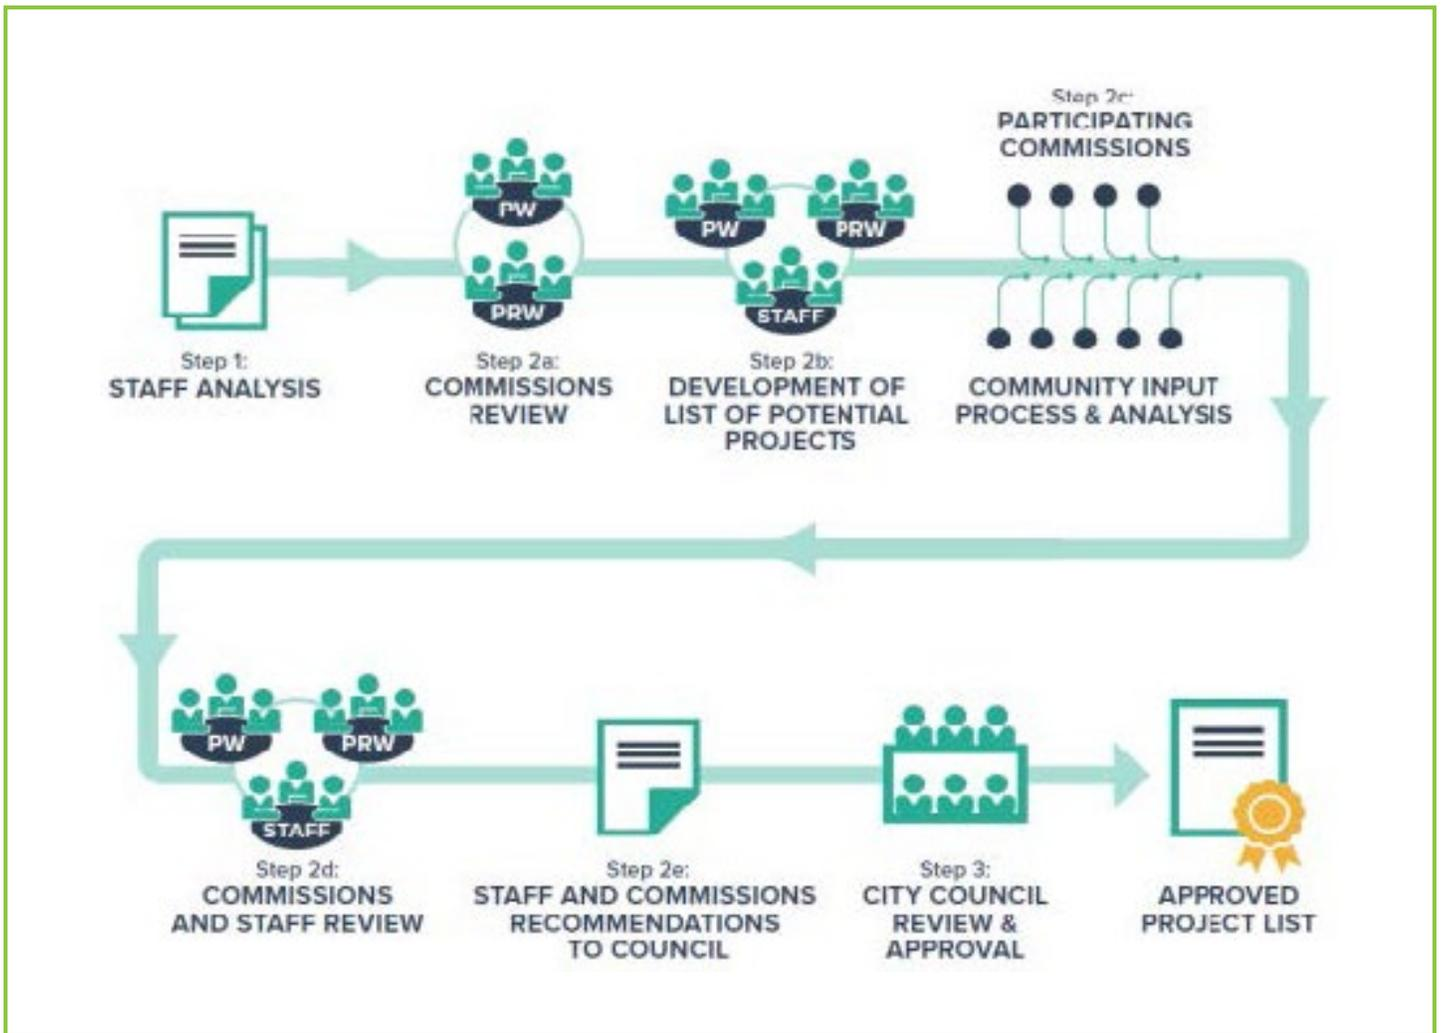 Step 2c:
PARTICIPATING
COMMISSIONS
PW
PRW
PW
PRW
STAFF
Step 1:
STAFF ANALYSIS
Step 2a:
COMMISSIONS
REVIEW
Step 2b:
DEVELOPMENT OF
LIST OF POTENTIAL
PROJECTS
COMMUNITY INPUT
PROCESS & ANALYSIS
PW
PRW
STAFF
Step 2d:
COMMISSIONS
AND STAFF REVIEW
Step 2e:
STAFF AND COMMISSIONS
RECOMMENDATIONS
TO COUNCIL
Step 3:
CITY COUNCIL
REVIEW &
APPROVAL
APPROVED
PROJECT LIST